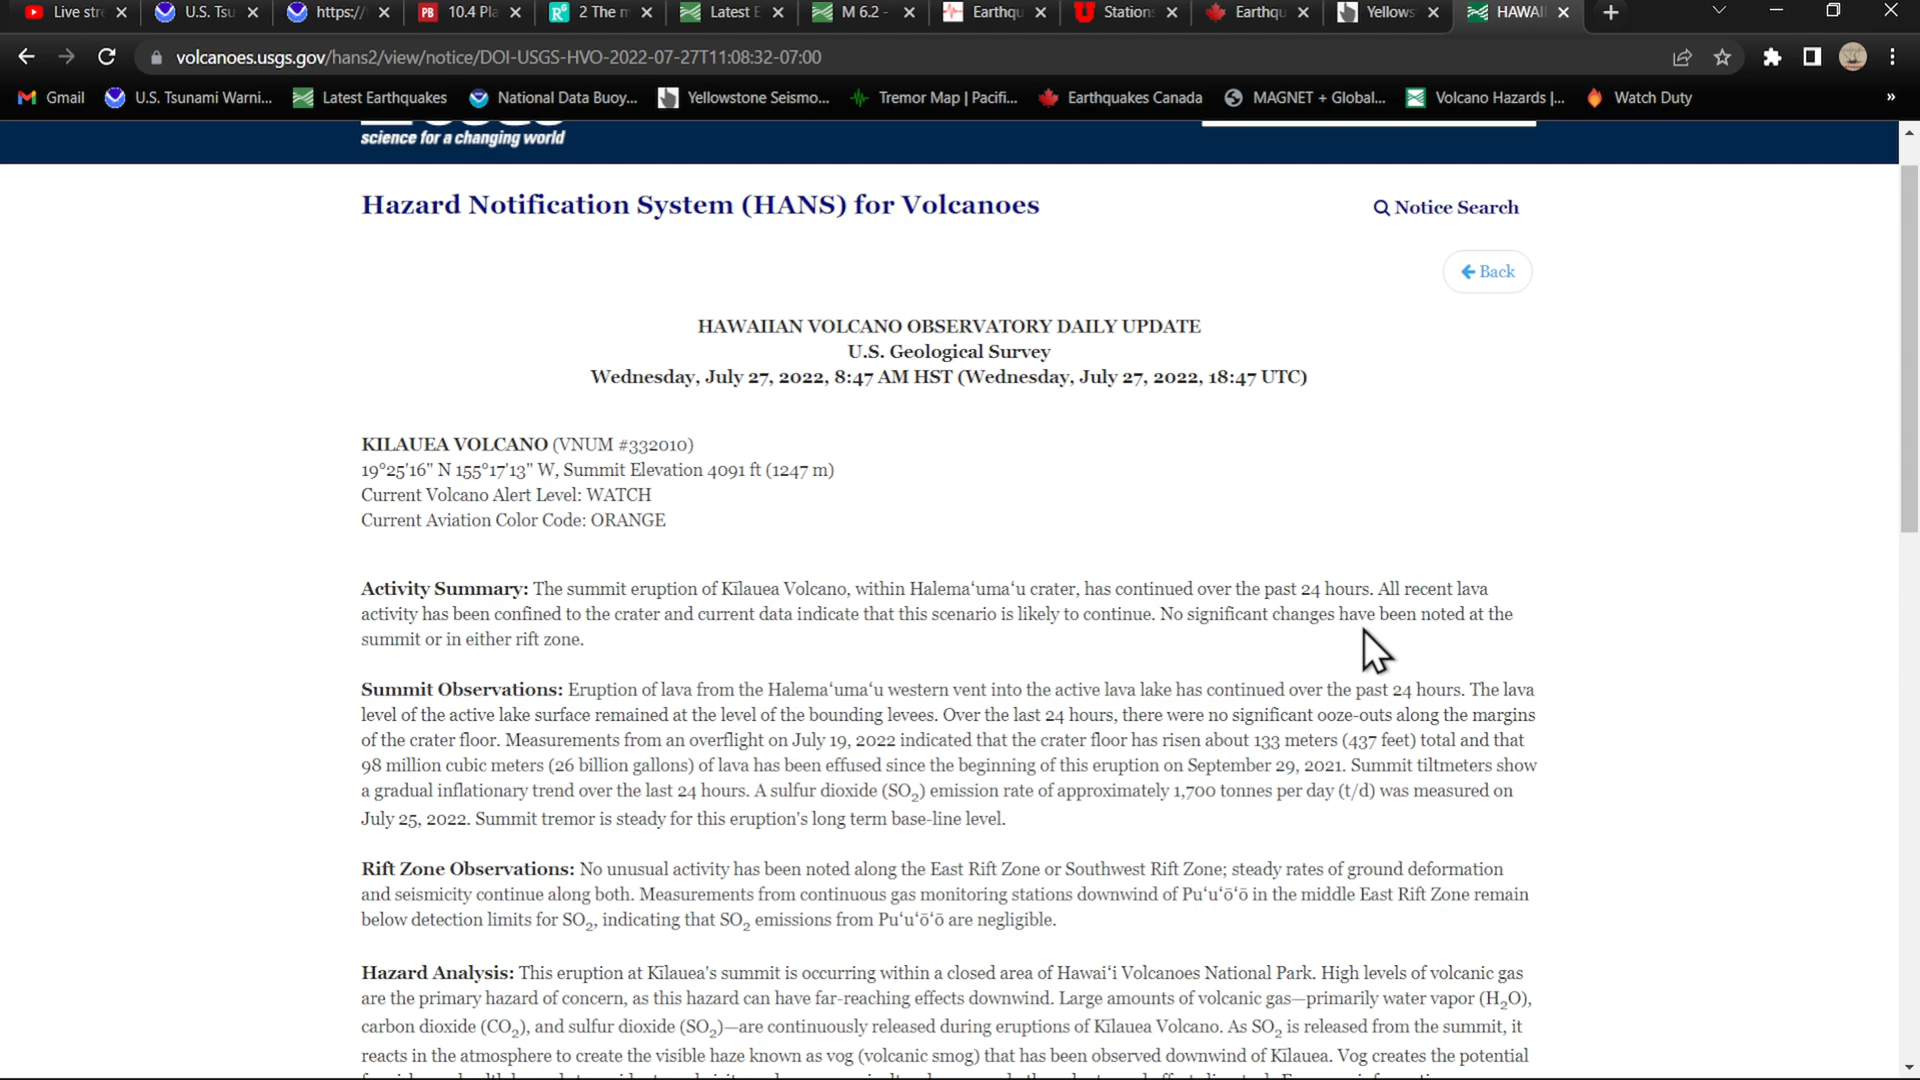 Live str
U.S. Tsu
https://
10.4 Pla
2 The m
Latest E
M 6.2 -
Earthqu
Station
Earthqu
Yellows
HAWAI
volcanoes.usgs.gov/hans2/view/notice/DOI-USGS-HVO-2022-07-27T11:08:32-07:00
Gmail
U.S. Tsunami Warni...
Latest Earthquakes
National Data Buoy...
Yellowstone Seismo...
Tremor Map | Pacifi...
Earthquakes Canada
MAGNET + Global...
Volcano Hazards |...
Watch Duty
»
science for a changing world
Hazard Notification System (HANS) for Volcanoes
Notice Search
Back
HAWAIIAN VOLCANO OBSERVATORY DAILY UPDATE
U.S. Geological Survey
Wednesday, July 27, 2022, 8:47 AM HST (Wednesday, July 27, 2022, 18:47 UTC)
KILAUEA VOLCANO (VNUM #332010)
19°25'16" N 155°17'13" W, Summit Elevation 4091 ft (1247 m)
Current Volcano Alert Level: WATCH
Current Aviation Color Code: ORANGE
Activity Summary: The summit eruption of Kīlauea Volcano, within Halemaʻumaʻu crater, has continued over the past 24 hours. All recent lava
activity has been confined to the crater and current data indicate that this scenario is likely to continue. No significant changes have been noted at the
summit or in either rift zone.
Summit Observations: Eruption of lava from the Halemaʻumaʻu western vent into the active lava lake has continued over the past 24 hours. The lava
level of the active lake surface remained at the level of the bounding levees. Over the last 24 hours, there were no significant ooze-outs along the margins
of the crater floor. Measurements from an overflight on July 19, 2022 indicated that the crater floor has risen about 133 meters (437 feet) total and that
98 million cubic meters (26 billion gallons) of lava has been effused since the beginning of this eruption on September 29, 2021. Summit tiltmeters show
a gradual inflationary trend over the last 24 hours. A sulfur dioxide (SO₂) emission rate of approximately 1,700 tonnes per day (t/d) was measured on
July 25, 2022. Summit tremor is steady for this eruption's long term base-line level.
Rift Zone Observations: No unusual activity has been noted along the East Rift Zone or Southwest Rift Zone; steady rates of ground deformation
and seismicity continue along both. Measurements from continuous gas monitoring stations downwind of Puʻuʻōʻō in the middle East Rift Zone remain
below detection limits for SO₂, indicating that SO₂ emissions from Puʻuʻōʻō are negligible.
Hazard Analysis: This eruption at Kīlauea's summit is occurring within a closed area of Hawaiʻi Volcanoes National Park. High levels of volcanic gas
are the primary hazard of concern, as this hazard can have far-reaching effects downwind. Large amounts of volcanic gas—primarily water vapor (H₂O),
carbon dioxide (CO₂), and sulfur dioxide (SO₂)—are continuously released during eruptions of Kīlauea Volcano. As SO₂ is released from the summit, it
reacts in the atmosphere to create the visible haze known as vog (volcanic smog) that has been observed downwind of Kīlauea. Vog creates the potential